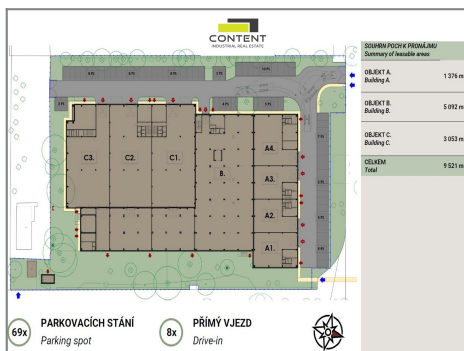 CONTENT
INDUSTRIAL REAL ESTATE
SOUHRN POCH K PRONÁJMU
Summary of leasable areas
OBJEKT A.
Building A.
1 376 m
OBJEKT B.
Building B.
5 092 m
OBJEKT C.
Building C.
3 053 m
CELKEM
Total
9 521 m
C3.
C2.
C1.
B.
A4.
A3.
A2.
A1.
69x
PARKOVACÍCH STÁNÍ
Parking spot
8x
PŘÍMÝ VJEZD
Drive-in